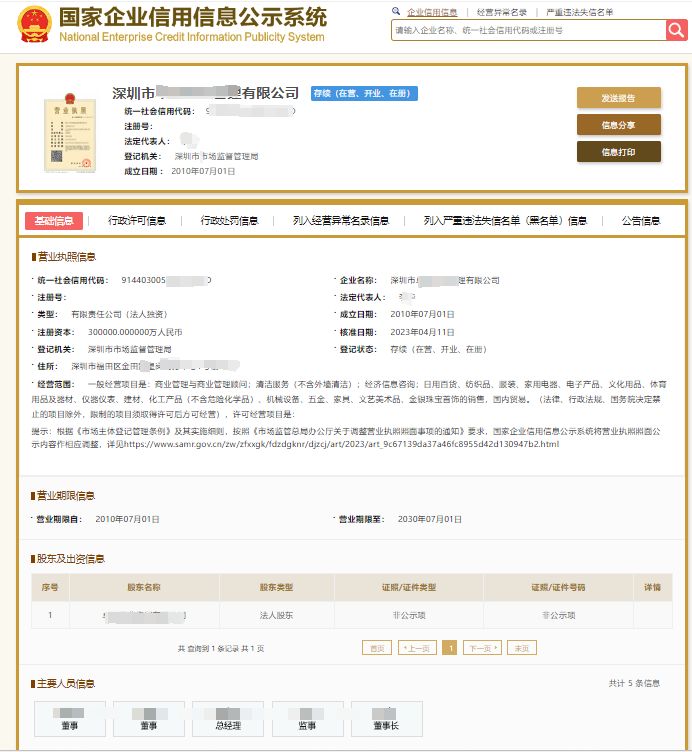 国家企业信用信息公示系统
National Enterprise Credit Information Publicity System
企业信用信息 | 经营异常名录 | 严重违法失信名单
请输入企业名称、统一社会信用代码或注册号
营业执照
深圳市 理有限公司 存续(在营、开业、在册)
统一社会信用代码: 9
注册号:
法定代表人:
登记机关: 深圳市市场监督管理局
成立日期: 2010年07月01日
发送报告
信息分享
信息打印
基础信息 | 行政许可信息 | 行政处罚信息 | 列入经营异常名录信息 | 列入严重违法失信名单(黑名单)信息 | 公告信息
营业执照信息
· 统一社会信用代码: 914403005
· 企业名称: 深圳市 理有限公司
· 注册号:
· 法定代表人:
· 类型: 有限责任公司(法人独资)
· 成立日期: 2010年07月01日
· 注册资本: 300000.000000万人民币
· 核准日期: 2023年04月11日
· 登记机关: 深圳市市场监督管理局
· 登记状态: 存续(在营、开业、在册)
· 住所: 深圳市福田区金田
· 经营范围: 一般经营项目是:商业管理与商业管理顾问;清洁服务(不含外墙清洁);经济信息咨询;日用百货、纺织品、服装、家用电器、电子产品、文化用品、体育
用品及器材、仪器仪表、建材、化工产品(不含危险化学品)、机械设备、五金、家具、文艺美术品、金银珠宝首饰的销售,国内贸易。(法律、行政法规、国务院决定禁
止的项目除外,限制的项目须取得许可后方可经营),许可经营项目是:
提示:根据《市场主体登记管理条例》及其实施细则,按照《市场监管总局办公厅关于调整营业执照照面事项的通知》要求,国家企业信用信息公示系统将营业执照照面公
示内容作相应调整,详见https://www.samr.gov.cn/zw/zfxxgk/fdzdgknr/djzcj/art/2023/art_9c67139da37a46fc8955d42d130947b2.html
营业期限信息
· 营业期限自: 2010年07月01日
· 营业期限至: 2030年07月01日
股东及出资信息
序号 股东名称 股东类型 证照/证件类型 证照/证件号码 详情
1 法人股东 非公示项 非公示项
共 查询到 1 条记录 共 1 页 首页 上一页 1 下一页 末页
主要人员信息 共计 5 条信息
董事 董事 总经理 监事 董事长